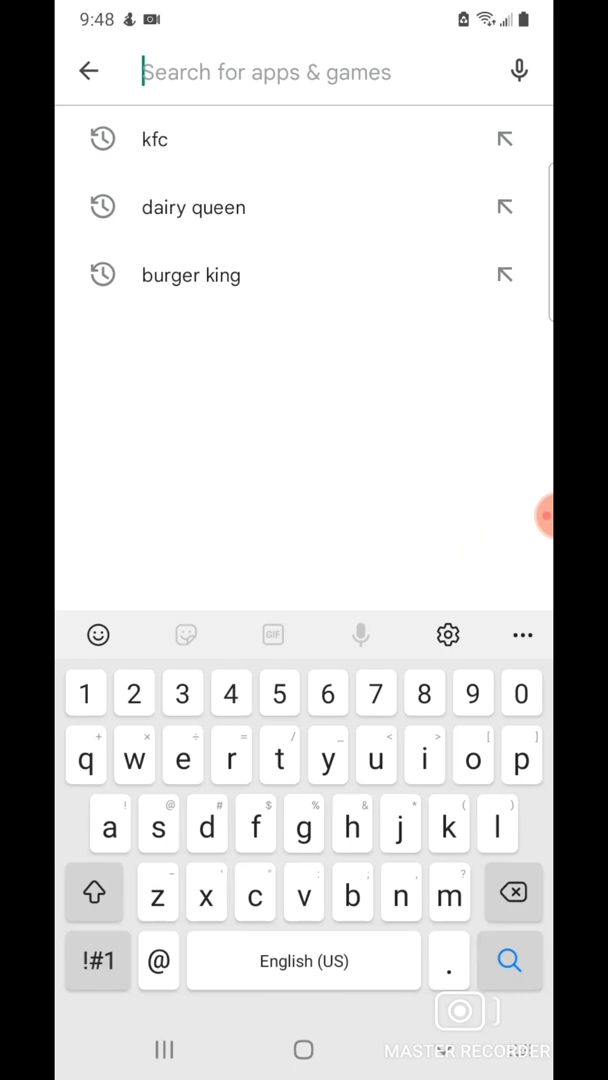 9:48
Search for apps & games
kfc
dairy queen
burger king
GIF
1 2 3 4 5 6 7 8 9 0
+ × ÷ = / _ < > [ ]
q w e r t y u i o p
! @ # $ % & * ( )
a s d f g h j k l
- ' " : ; , ?
z x c v b n m
!#1 @ English (US) .
MASTER RECORDER